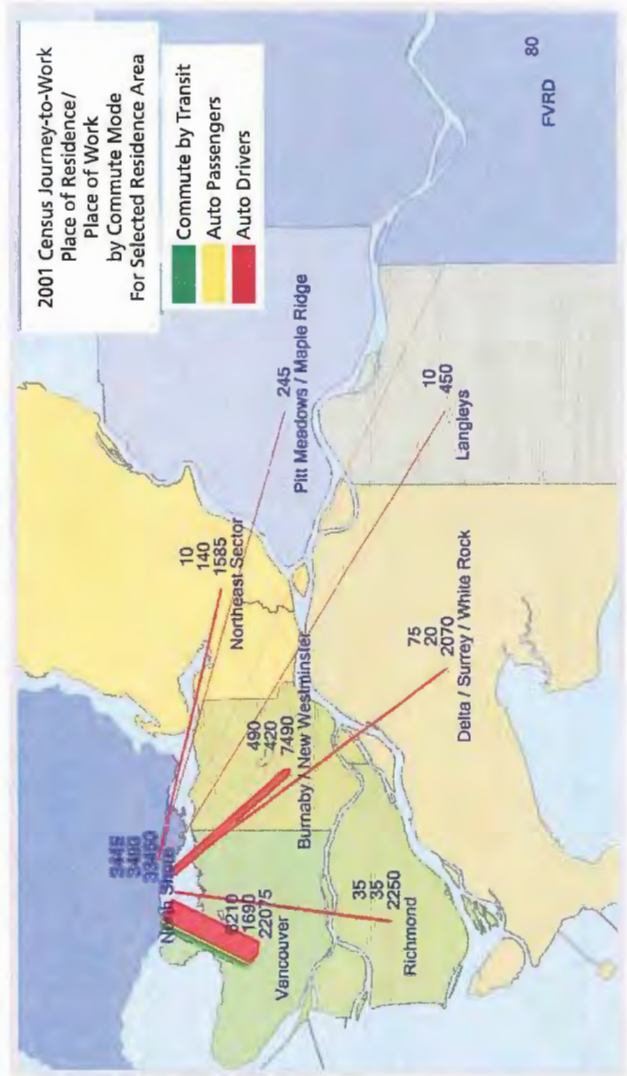 2001 Census Journey-to-Work
Place of Residence/
Place of Work
by Commute Mode
For Selected Residence Area
Commute by Transit
Auto Passengers
Auto Drivers
North Shore
6210
1690
22075
Vancouver
35
35
2250
Richmond
490
420
7490
Burnaby / New Westminster
10
140
1585
Northeast Sector
245
Pitt Meadows / Maple Ridge
75
20
2070
Delta / Surrey / White Rock
10
450
Langleys
80
FVRD